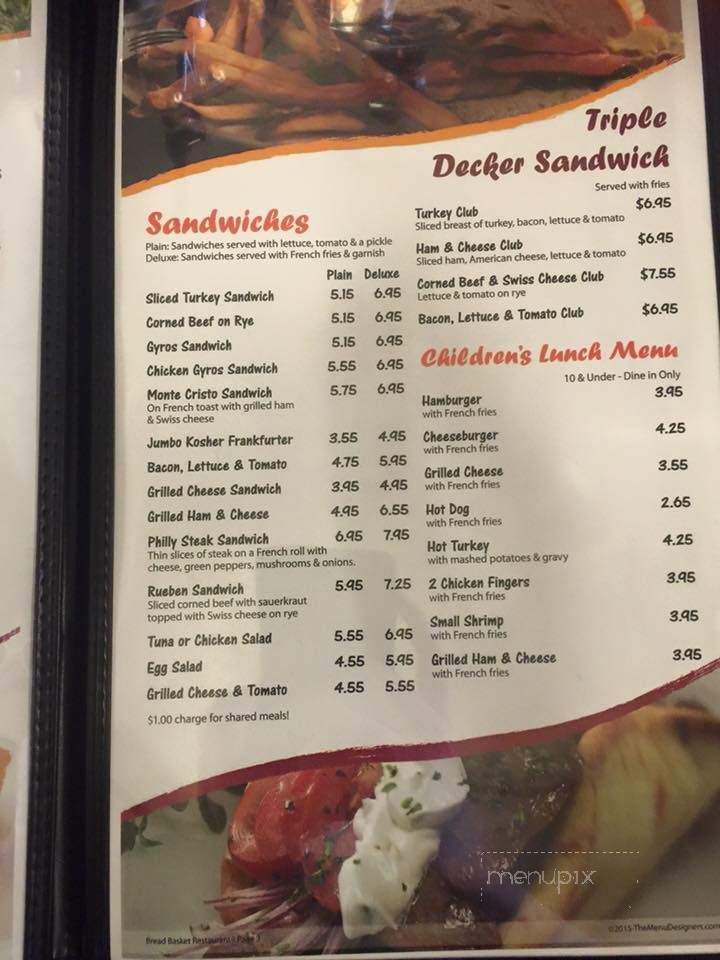 Triple
Decker Sandwich
Served with fries
Turkey Club $6.95
Sliced breast of turkey, bacon, lettuce & tomato
Ham & Cheese Club $6.95
Sliced ham, American cheese, lettuce & tomato
Corned Beef & Swiss Cheese Club $7.55
Lettuce & tomato on rye
Bacon, Lettuce & Tomato Club $6.95
Sandwiches
Plain: Sandwiches served with lettuce, tomato & a pickle
Deluxe: Sandwiches served with French fries & garnish
Plain Deluxe
Sliced Turkey Sandwich 5.15 6.95
Corned Beef on Rye 5.15 6.95
Gyros Sandwich 5.15 6.95
Chicken Gyros Sandwich 5.55 6.95
Monte Cristo Sandwich 5.75 6.95
On French toast with grilled ham
& Swiss cheese
Jumbo Kosher Frankfurter 3.55 4.95
Bacon, Lettuce & Tomato 4.75 5.95
Grilled Cheese Sandwich 3.95 4.95
Grilled Ham & Cheese 4.95 6.55
Philly Steak Sandwich 6.95 7.95
Thin slices of steak on a French roll with
cheese, green peppers, mushrooms & onions.
Rueben Sandwich 5.95 7.25
Sliced corned beef with sauerkraut
topped with Swiss cheese on rye
Tuna or Chicken Salad 5.55 6.95
Egg Salad 4.55 5.95
Grilled Cheese & Tomato 4.55 5.55
$1.00 charge for shared meals!
Children's Lunch Menu
10 & Under - Dine in Only
Hamburger 3.95
with French fries
Cheeseburger 4.25
with French fries
Grilled Cheese 3.55
with French fries
Hot Dog 2.65
with French fries
Hot Turkey 4.25
with mashed potatoes & gravy
2 Chicken Fingers 3.95
with French fries
Small Shrimp 3.95
with French fries
Grilled Ham & Cheese 3.95
with French fries
menupix
Bread Basket Restaurant | Page 3
©2015-TheMenuDesigners.com